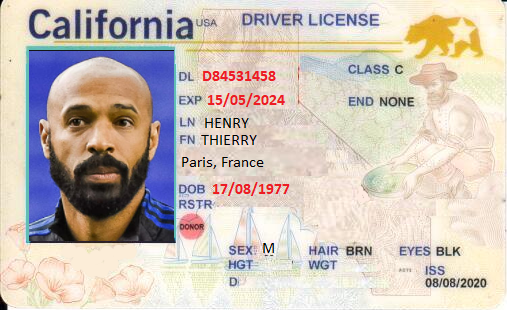 California USA DRIVER LICENSE
DL D84531458 CLASS C
EXP 15/05/2024 END NONE
LN HENRY
FN THIERRY
Paris, France
DOB 17/08/1977
RSTR
DONOR
SEX M HAIR BRN EYES BLK
HGT WGT
D ISS
08/08/2020